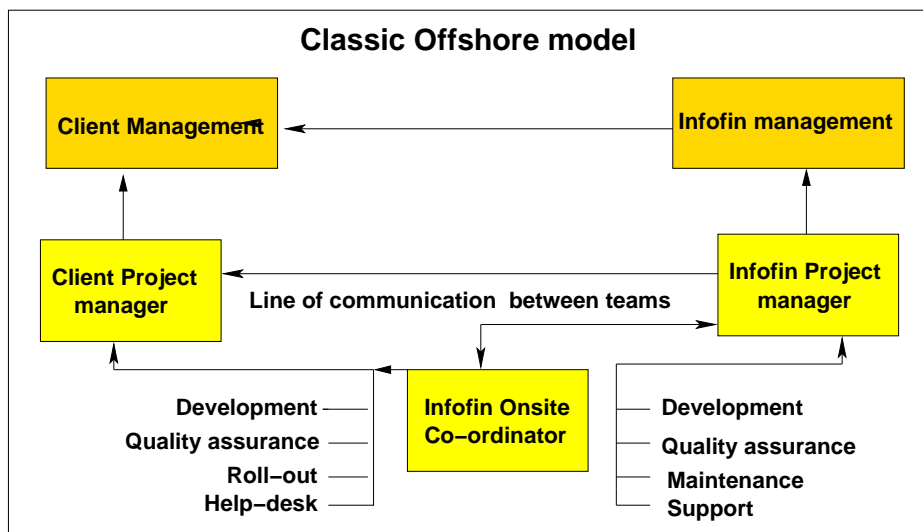 Classic Offshore model
Client Management
Infofin management
Client Project
manager
Infofin Project
manager
Line of communication between teams
Infofin Onsite
Co-ordinator
Development
Quality assurance
Roll-out
Help-desk
Development
Quality assurance
Maintenance
Support